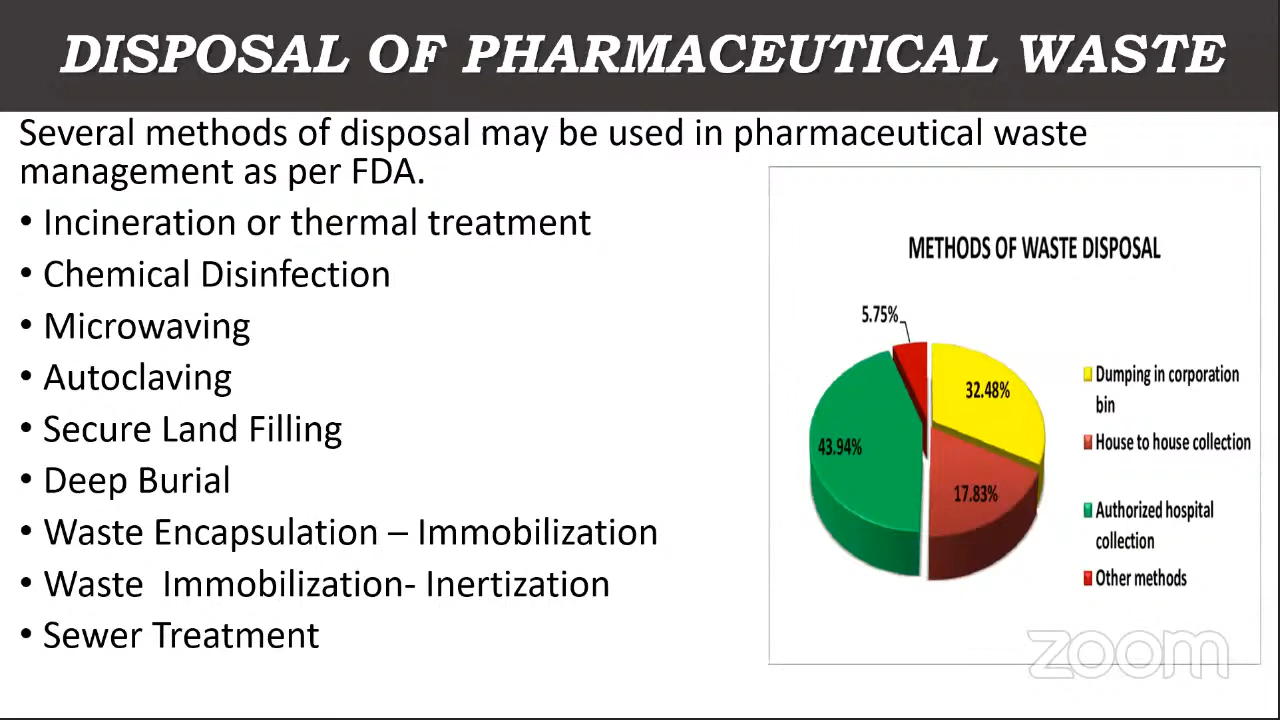 DISPOSAL OF PHARMACEUTICAL WASTE
Several methods of disposal may be used in pharmaceutical waste
management as per FDA.
• Incineration or thermal treatment
• Chemical Disinfection
• Microwaving
• Autoclaving
• Secure Land Filling
• Deep Burial
• Waste Encapsulation – Immobilization
• Waste  Immobilization- Inertization
• Sewer Treatment
METHODS OF WASTE DISPOSAL
5.75%
32.48%
43.94%
17.83%
Dumping in corporation
bin
House to house collection
Authorized hospital
collection
Other methods
zoom